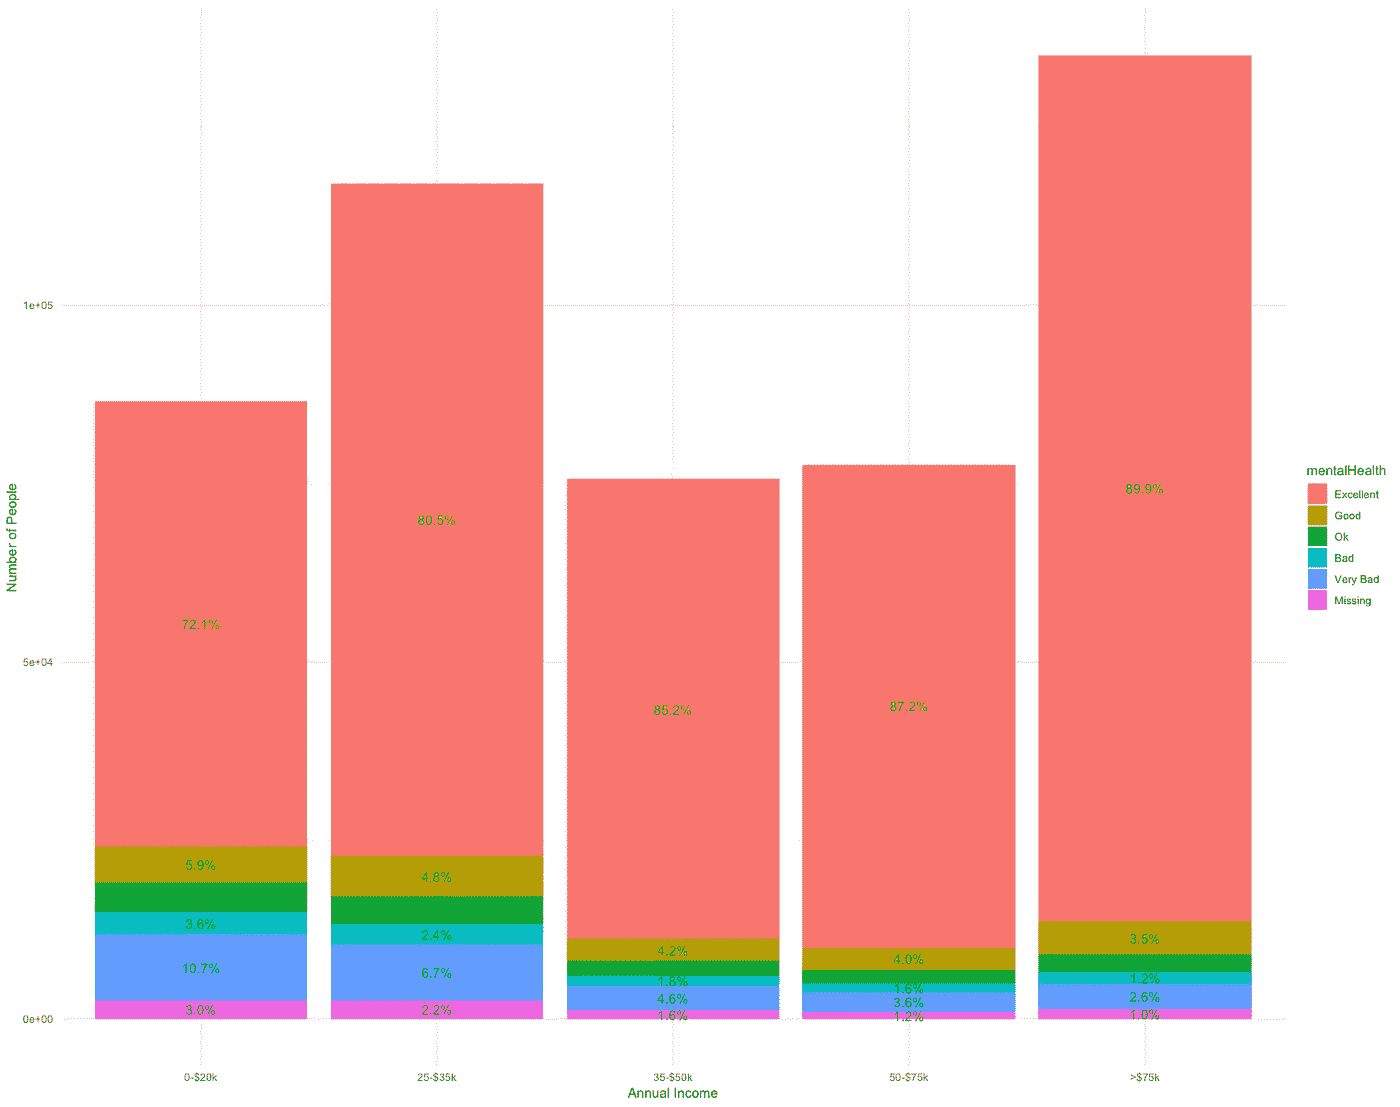 1e+05
5e+04
0e+00
Number of People
72.1%
5.9%
3.6%
10.7%
3.0%
80.5%
4.8%
2.4%
6.7%
2.2%
85.2%
4.2%
1.8%
4.6%
1.6%
87.2%
4.0%
1.6%
3.6%
1.2%
89.9%
3.5%
1.2%
2.6%
1.0%
0-$20k
25-$35k
35-$50k
50-$75k
>$75k
Annual Income
mentalHealth
Excellent
Good
Ok
Bad
Very Bad
Missing